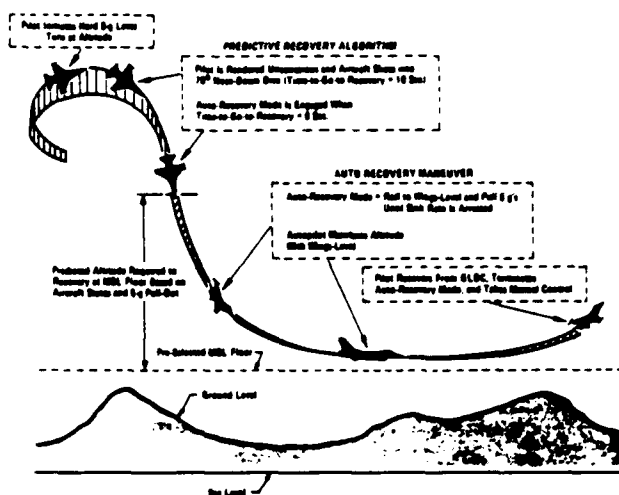 Pilot Initiates Hard 6-g Level
Turn at Altitude
PREDICTIVE RECOVERY ALGORITHM
Pilot is Rendered Unconscious and Aircraft Slices into
70° Nose-Down Dive (Time-to-Go-to-Recovery = 10 Sec.
Auto-Recovery Mode is Engaged When
Time-to-Go-to-Recovery = 0 Sec.
AUTO RECOVERY MANEUVER
Auto-Recovery Mode = Roll to Wings-Level and Pull 5 g's
Until Sink Rate is Arrested
Autopilot Maintains Altitude
With Wings-Level
Predicted Altitude Required to
Recovery at MSL Floor Based on
Aircraft States and 5-g Pull-Out
Pilot Recovers From GLOC, Terminates
Auto-Recovery Mode, and Takes Manual Control
Pre-Selected MSL Floor
Ground Level
Sea Level